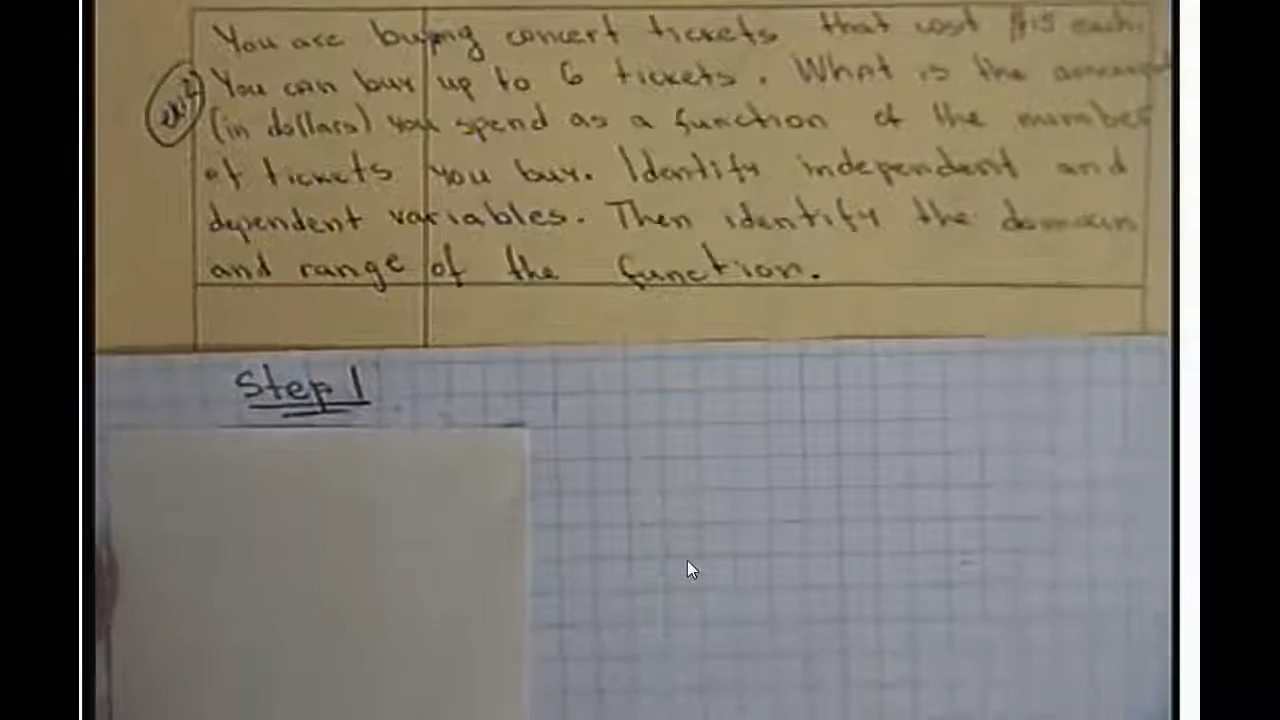 You are buying concert tickets that cost $15 each.
ex:2
You can buy up to 6 tickets. What is the amount
(in dollars) you spend as a function of the number
of tickets you buy. Identify independent and
dependent variables. Then identify the domain
and range of the function.
Step 1